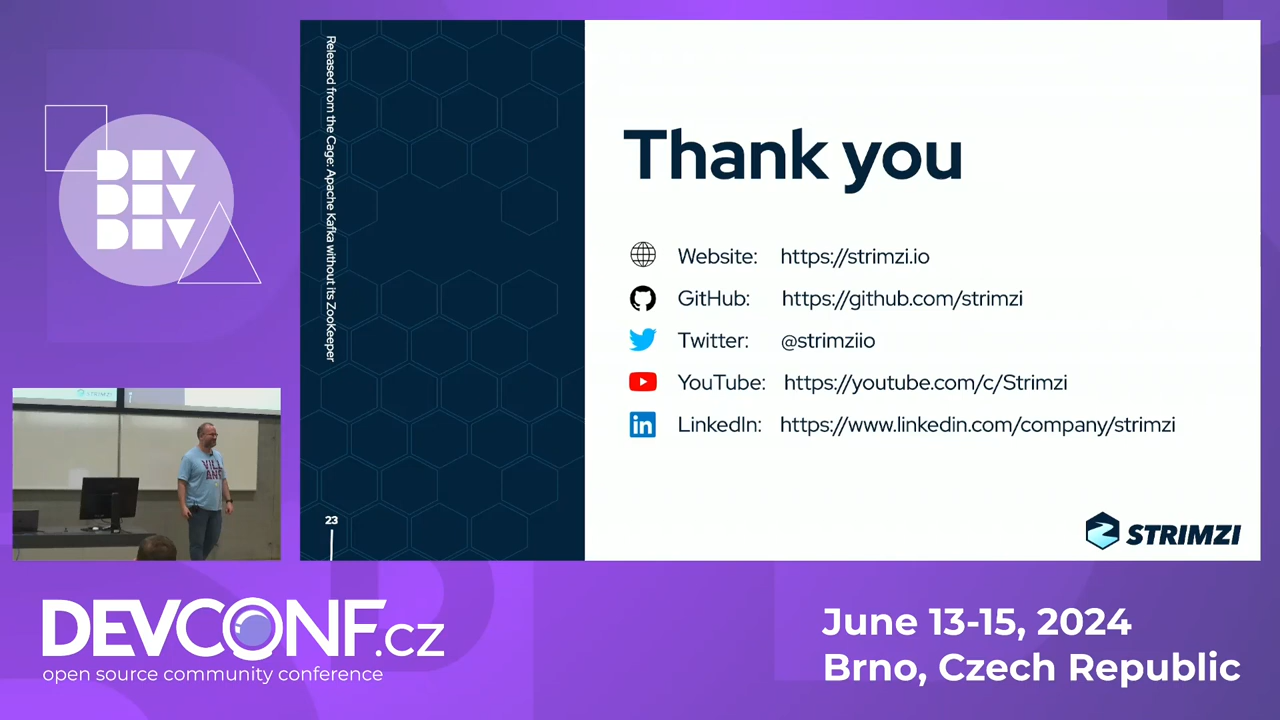 DEV
DEV
DEV
Released from the Cage: Apache Kafka without its ZooKeeper
23
Thank you
Website: https://strimzi.io
GitHub: https://github.com/strimzi
Twitter: @strimziio
YouTube: https://youtube.com/c/Strimzi
LinkedIn: https://www.linkedin.com/company/strimzi
STRIMZI
DEVCONF.cz
open source community conference
June 13-15, 2024
Brno, Czech Republic